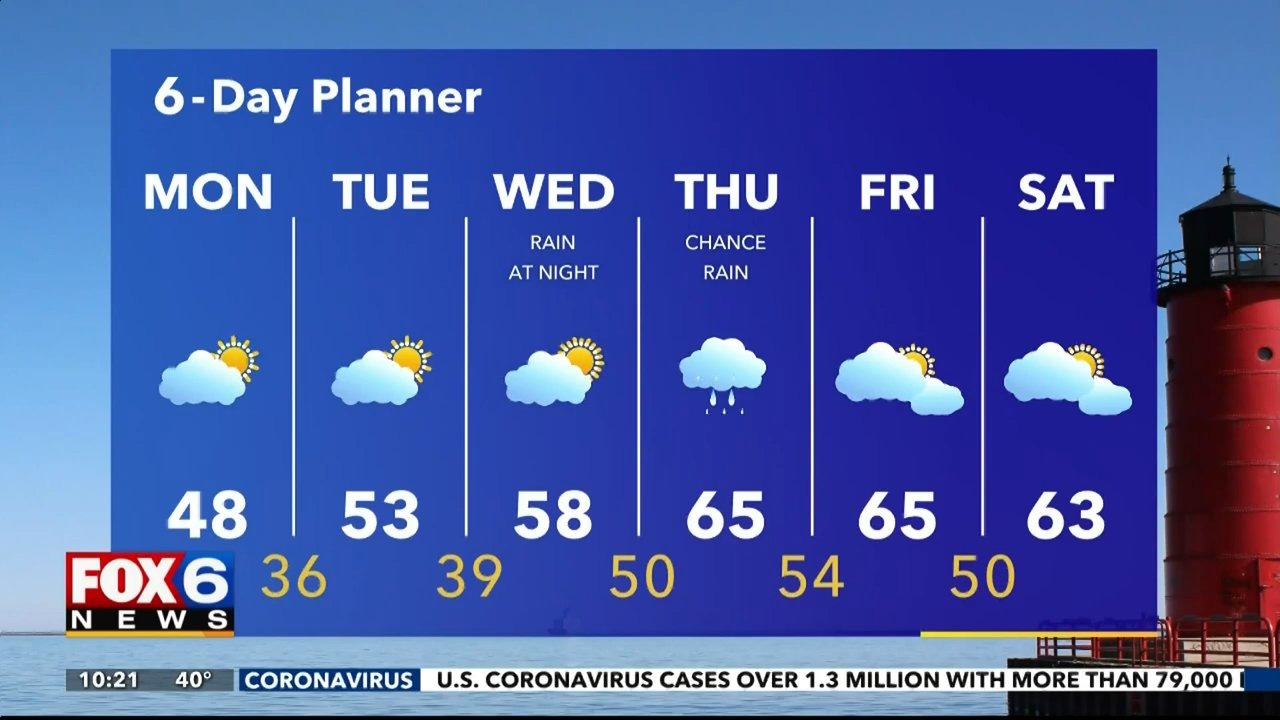 6-Day Planner
MON TUE WED THU FRI SAT
RAIN AT NIGHT
CHANCE RAIN
48 53 58 65 65 63
36 39 50 54 50
FOX 6
NEWS
10:21 40° CORONAVIRUS U.S. CORONAVIRUS CASES OVER 1.3 MILLION WITH MORE THAN 79,000